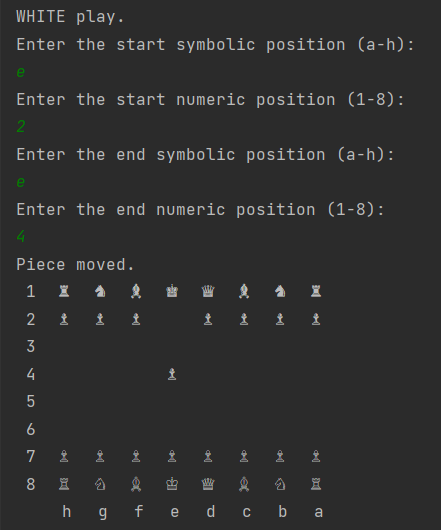 WHITE play.
Enter the start symbolic position (a-h):
e
Enter the start numeric position (1-8):
2
Enter the end symbolic position (a-h):
e
Enter the end numeric position (1-8):
4
Piece moved.
1 ♜ ♞ ♝ ♚ ♛ ♝ ♞ ♜
2 ♝ ♝ ♝   ♝ ♝ ♝ ♝
3
4       ♝
5
6
7 ♗ ♗ ♗ ♗ ♗ ♗ ♗ ♗
8 ♖ ♘ ♗ ♔ ♕ ♗ ♘ ♖
h g f e d c b a